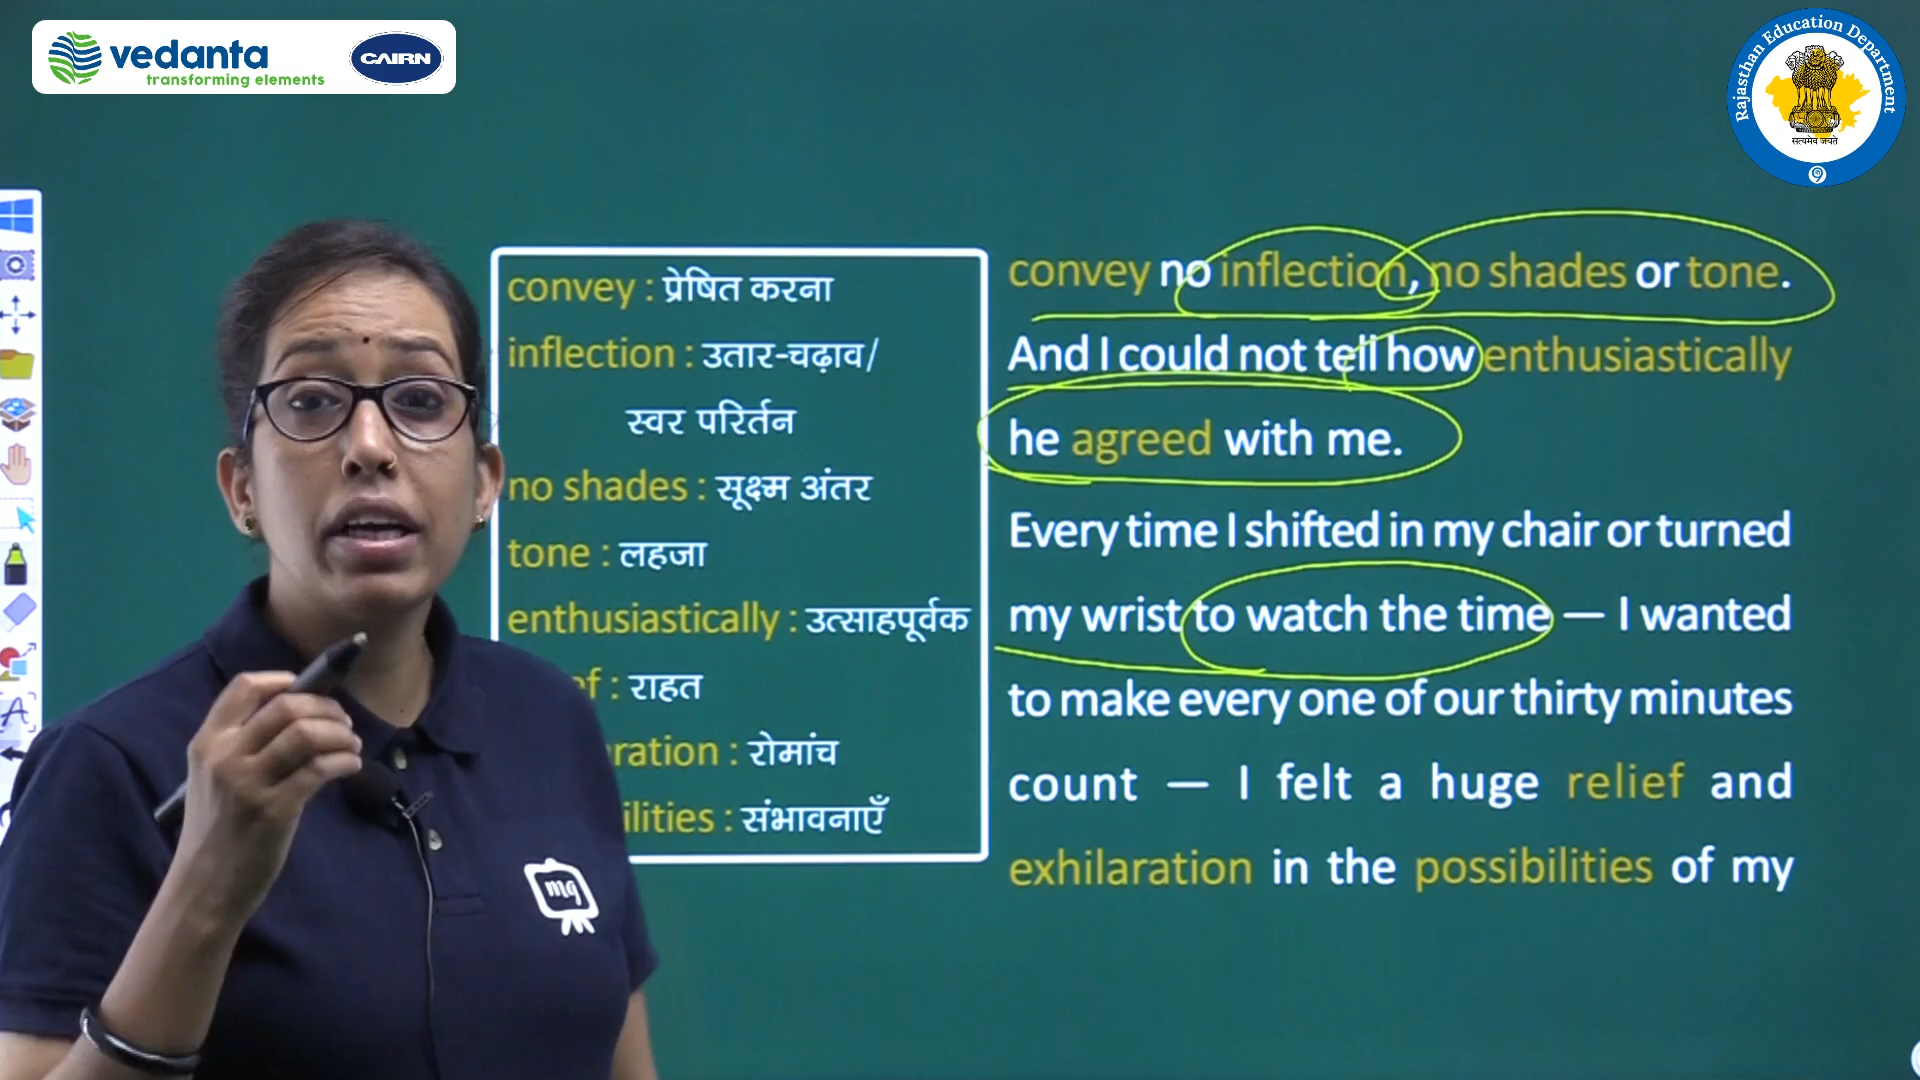 vedanta
transforming elements
CAIRN
Rajasthan Education Department
सत्यमेव जयते
convey : प्रेषित करना
inflection : उतार-चढ़ाव/
स्वर परिर्तन
no shades : सूक्ष्म अंतर
tone : लहजा
enthusiastically : उत्साहपूर्वक
: राहत
: रोमांच
: संभावनाएँ
convey no inflection, no shades or tone.
And I could not tell how enthusiastically
he agreed with me.
Every time I shifted in my chair or turned
my wrist to watch the time — I wanted
to make every one of our thirty minutes
count — I felt a huge relief and
exhilaration in the possibilities of my
mg